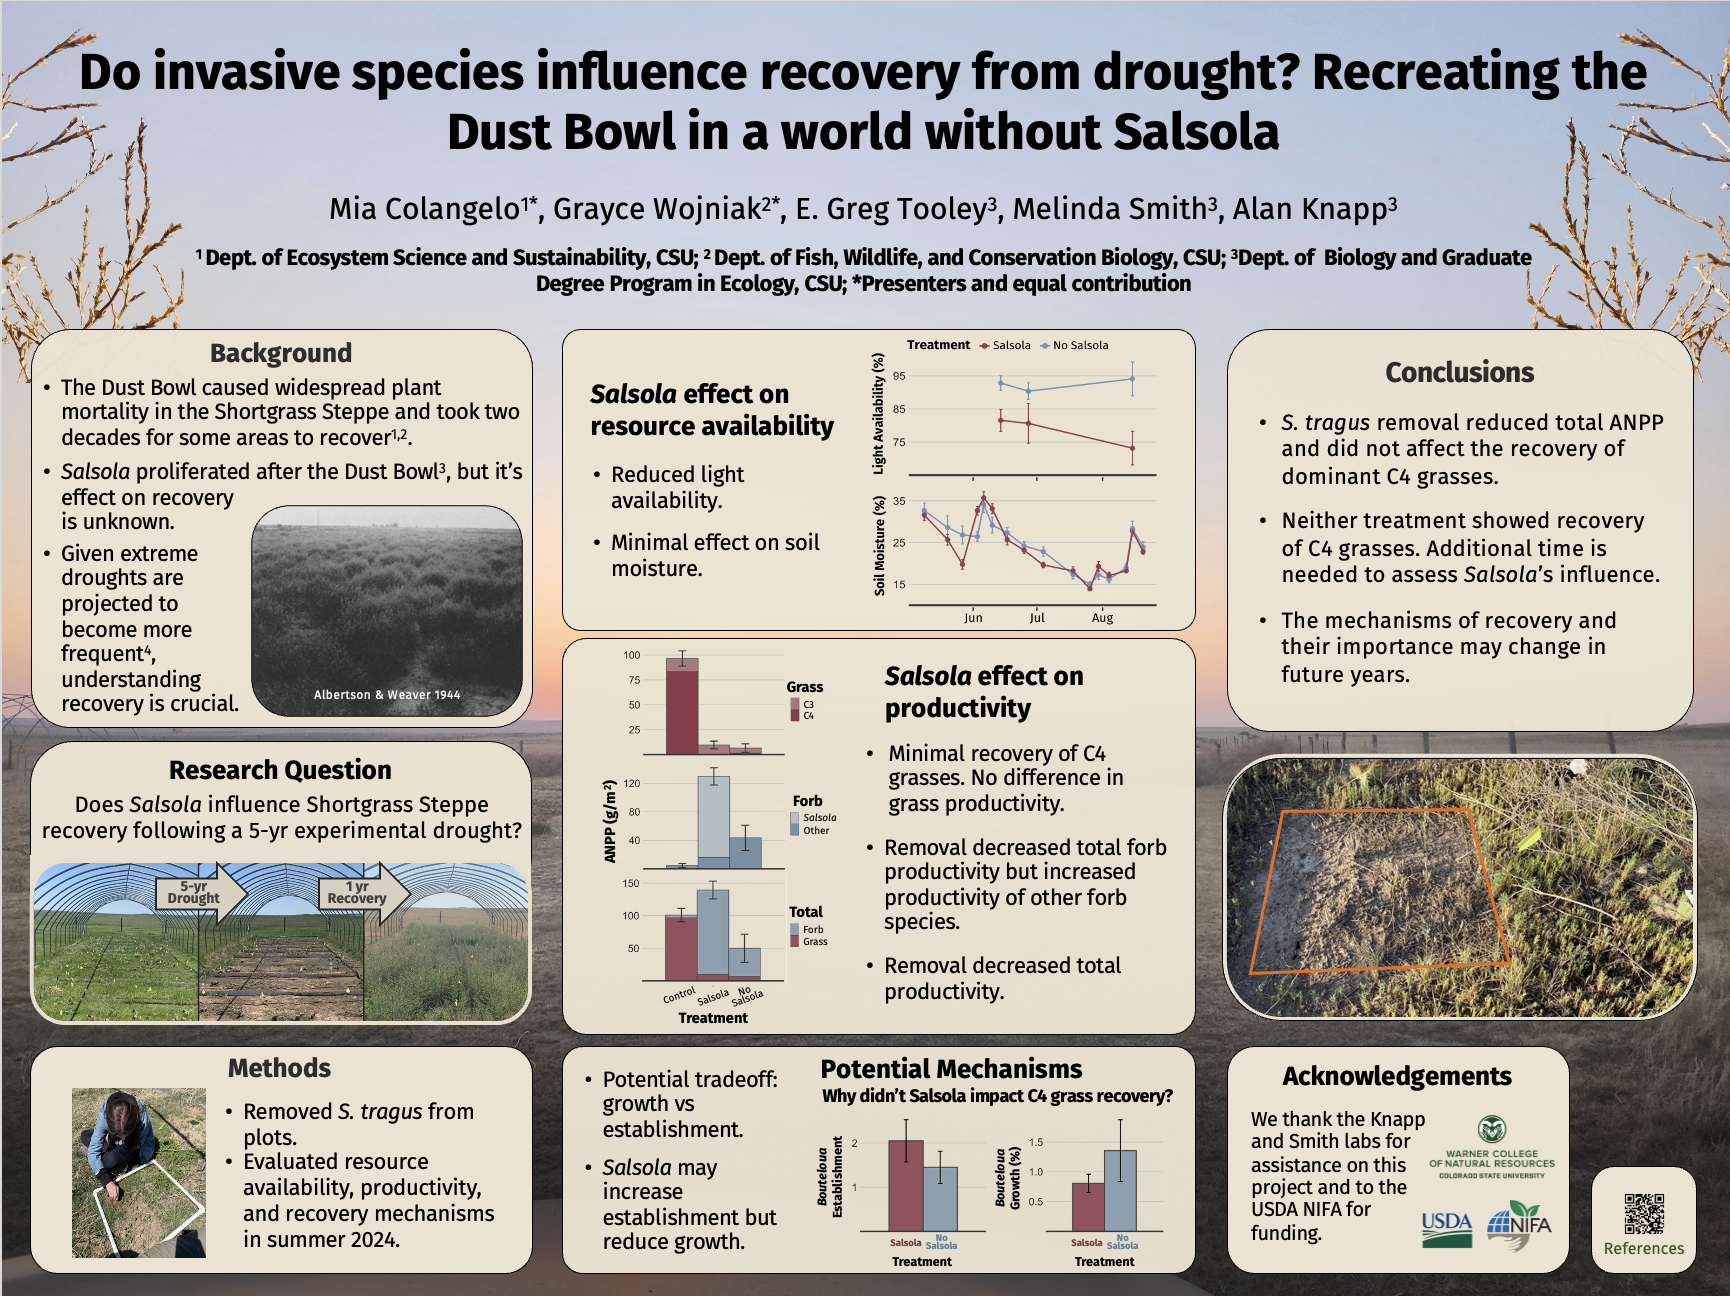 Do invasive species influence recovery from drought? Recreating the
Dust Bowl in a world without Salsola
Mia Colangelo¹*, Grayce Wojniak²*, E. Greg Tooley³, Melinda Smith³, Alan Knapp³
¹ Dept. of Ecosystem Science and Sustainability, CSU; ² Dept. of Fish, Wildlife, and Conservation Biology, CSU; ³Dept. of Biology and Graduate
Degree Program in Ecology, CSU; *Presenters and equal contribution
Background
• The Dust Bowl caused widespread plant
mortality in the Shortgrass Steppe and took two
decades for some areas to recover¹,².
• Salsola proliferated after the Dust Bowl³, but it's
effect on recovery
is unknown.
• Given extreme
droughts are
projected to
become more
frequent⁴,
understanding
recovery is crucial.
Albertson & Weaver 1944
Research Question
Does Salsola influence Shortgrass Steppe
recovery following a 5-yr experimental drought?
5-yr
Drought
1 yr
Recovery
Methods
• Removed S. tragus from
plots.
• Evaluated resource
availability, productivity,
and recovery mechanisms
in summer 2024.
Salsola effect on
resource availability
• Reduced light
availability.
• Minimal effect on soil
moisture.
Treatment Salsola No Salsola
Light Availability (%)
95
85
75
Soil Moisture (%)
35
25
15
Jun Jul Aug
ANPP (g/m²)
100
75
50
25
Grass
C3
C4
120
80
40
Forb
Salsola
Other
150
100
50
Total
Forb
Grass
Control Salsola No
Salsola
Treatment
Salsola effect on
productivity
• Minimal recovery of C4
grasses. No difference in
grass productivity.
• Removal decreased total forb
productivity but increased
productivity of other forb
species.
• Removal decreased total
productivity.
• Potential tradeoff:
growth vs
establishment.
• Salsola may
increase
establishment but
reduce growth.
Potential Mechanisms
Why didn't Salsola impact C4 grass recovery?
Bouteloua
Establishment
2
1
Salsola No
Salsola
Treatment
Bouteloua
Growth (%)
1.5
1.0
0.5
Salsola No
Salsola
Treatment
Conclusions
• S. tragus removal reduced total ANPP
and did not affect the recovery of
dominant C4 grasses.
• Neither treatment showed recovery
of C4 grasses. Additional time is
needed to assess Salsola's influence.
• The mechanisms of recovery and
their importance may change in
future years.
Acknowledgements
We thank the Knapp
and Smith labs for
assistance on this
project and to the
USDA NIFA for
funding.
WARNER COLLEGE
OF NATURAL RESOURCES
COLORADO STATE UNIVERSITY
USDA
NIFA
References